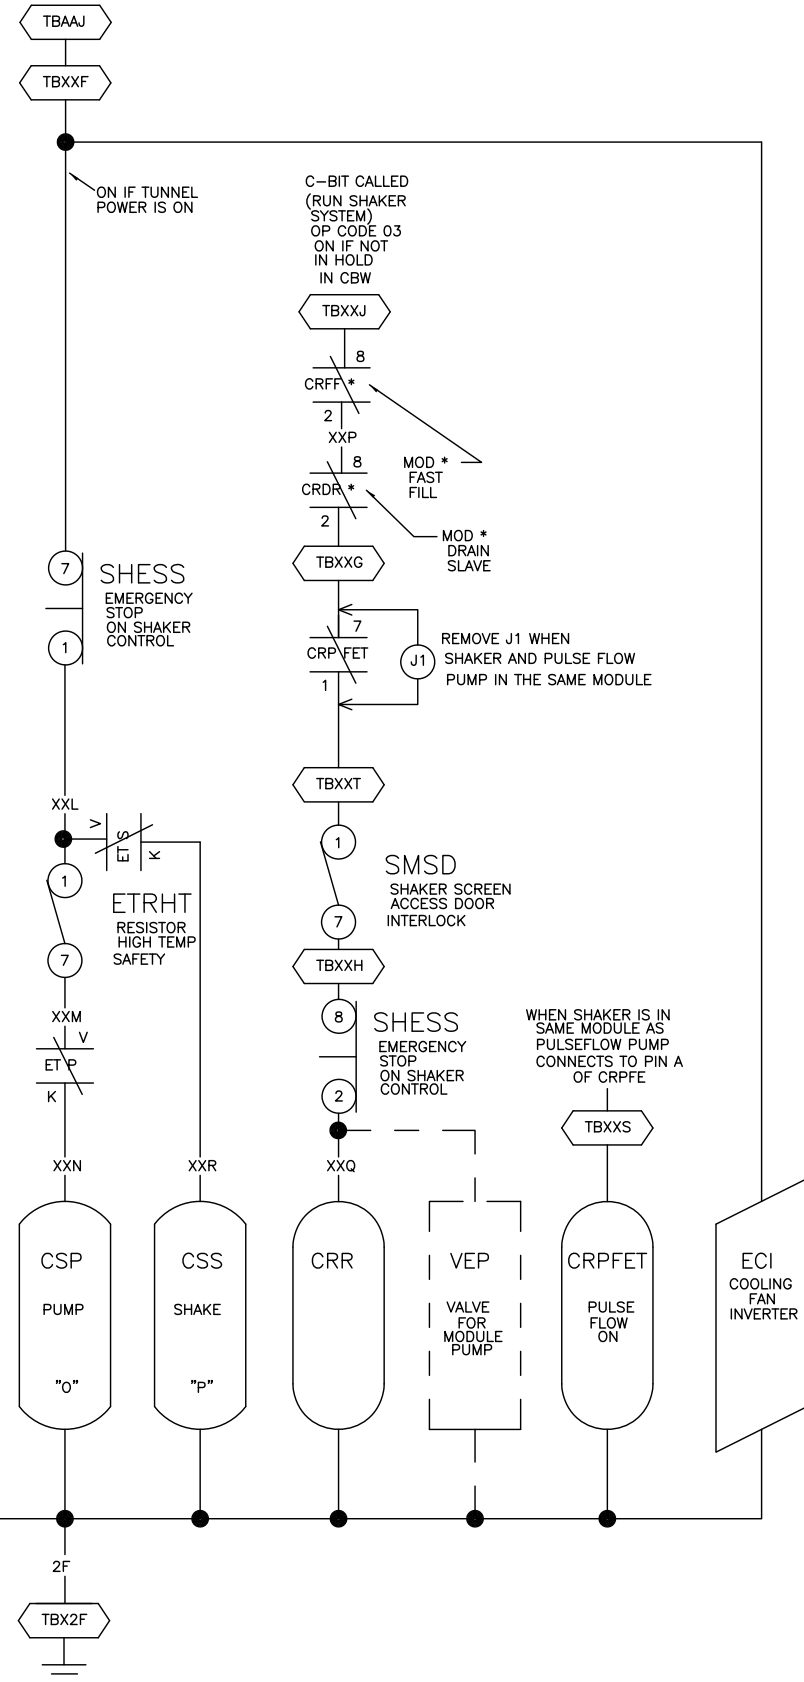 TBAAJ
TBXXF
ON IF TUNNEL
POWER IS ON
C-BIT CALLED
(RUN SHAKER
SYSTEM)
OP CODE 03
ON IF NOT
IN HOLD
IN CBW
TBXXJ
8
CRFF *
2
XXP
MOD *
FAST
FILL
8
CRDR *
2
MOD *
DRAIN
SLAVE
TBXXG
7
SHESS
EMERGENCY
STOP
ON SHAKER
CONTROL
1
7
CRPFET
1
J1
REMOVE J1 WHEN
SHAKER AND PULSE FLOW
PUMP IN THE SAME MODULE
TBXXT
XXL
V
ETS
K
1
ETRHT
RESISTOR
HIGH TEMP
SAFETY
7
XXM
V
ETP
K
1
SMSD
SHAKER SCREEN
ACCESS DOOR
INTERLOCK
7
TBXXH
8
SHESS
EMERGENCY
STOP
ON SHAKER
CONTROL
2
WHEN SHAKER IS IN
SAME MODULE AS
PULSEFLOW PUMP
CONNECTS TO PIN A
OF CRPFE
TBXXS
XXN
XXR
XXQ
CSP
PUMP
"O"
CSS
SHAKE
"P"
CRR
VEP
VALVE
FOR
MODULE
PUMP
CRPFET
PULSE
FLOW
ON
ECI
COOLING
FAN
INVERTER
2F
TBX2F